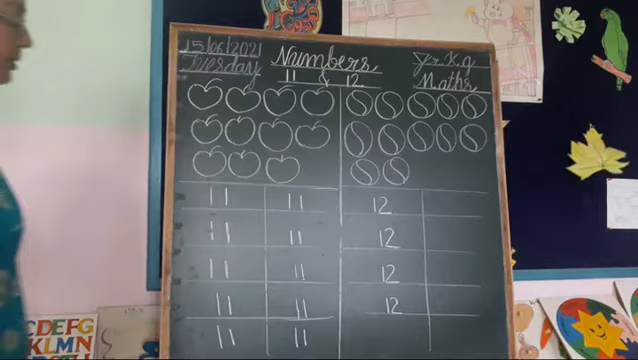 15/06/2021 Numbers. Jr. K.G
Tuesday 11 & 12 Maths.
11 11 12
11 11 12
11 11 12
11 11 12
11 11
CDEFG
KLMN